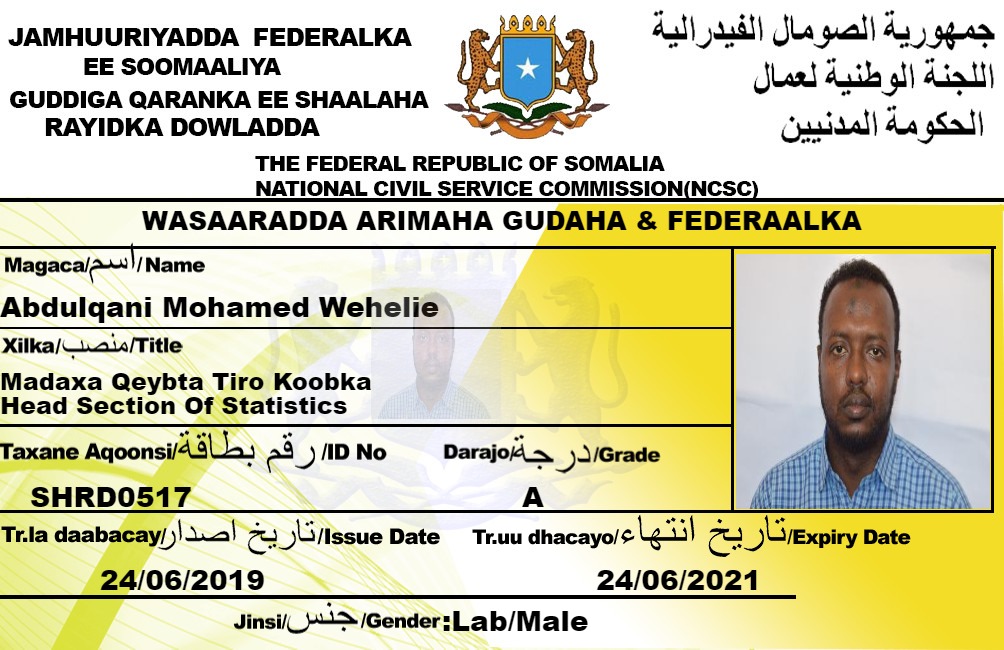 JAMHUURIYADDA FEDERALKA
EE SOOMAALIYA
GUDDIGA QARANKA EE SHAALAHA
RAYIDKA DOWLADDA
جمهورية الصومال الفيدرالية
اللجنة الوطنية لعمال
الحكومة المدنيين
THE FEDERAL REPUBLIC OF SOMALIA
NATIONAL CIVIL SERVICE COMMISSION(NCSC)
WASAARADDA ARIMAHA GUDAHA & FEDERAALKA
Magaca/اسم/Name
Abdulqani Mohamed Wehelie
Xilka/منصب/Title
Madaxa Qeybta Tiro Koobka
Head Section Of Statistics
Taxane Aqoonsi/رقم بطاقة/ID No
Darajo/درجة/Grade
SHRD0517
A
Tr.la daabacay/تاريخ اصدار/Issue Date
Tr.uu dhacayo/تاريخ انتهاء/Expiry Date
24/06/2019
24/06/2021
Jinsi/جنس/Gender:Lab/Male